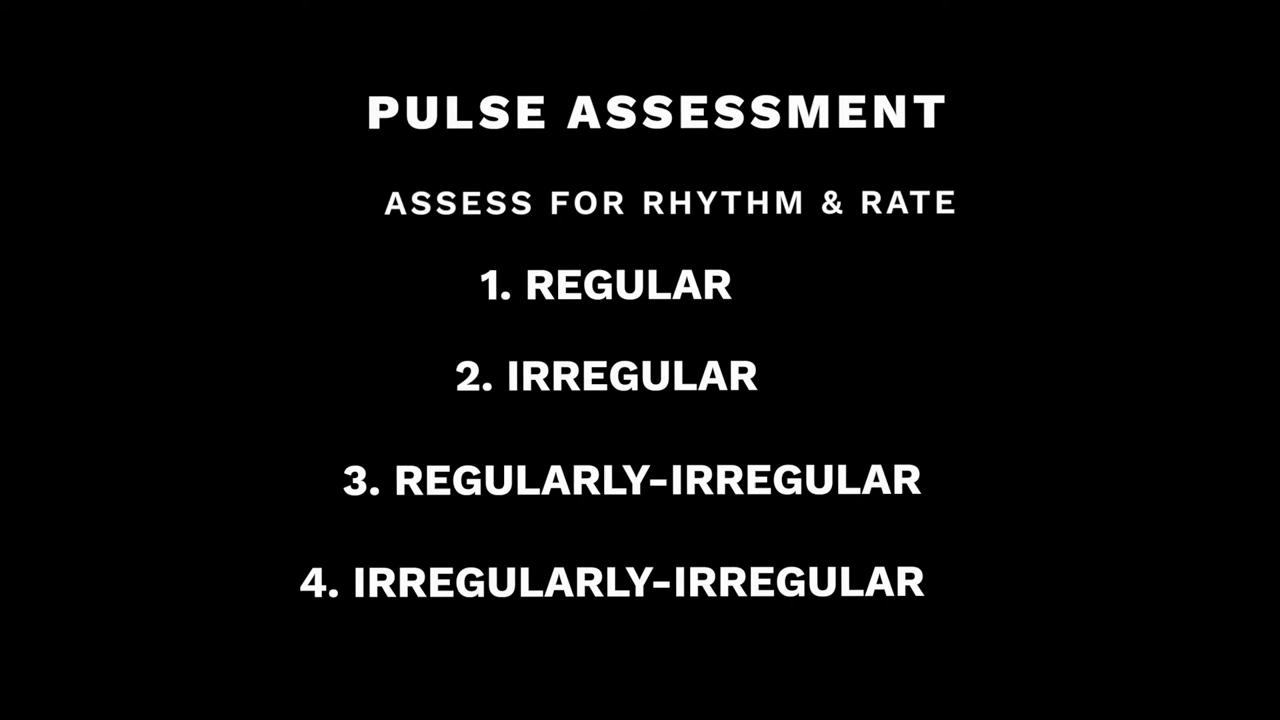 PULSE ASSESSMENT
ASSESS FOR RHYTHM & RATE
1. REGULAR
2. IRREGULAR
3. REGULARLY-IRREGULAR
4. IRREGULARLY-IRREGULAR